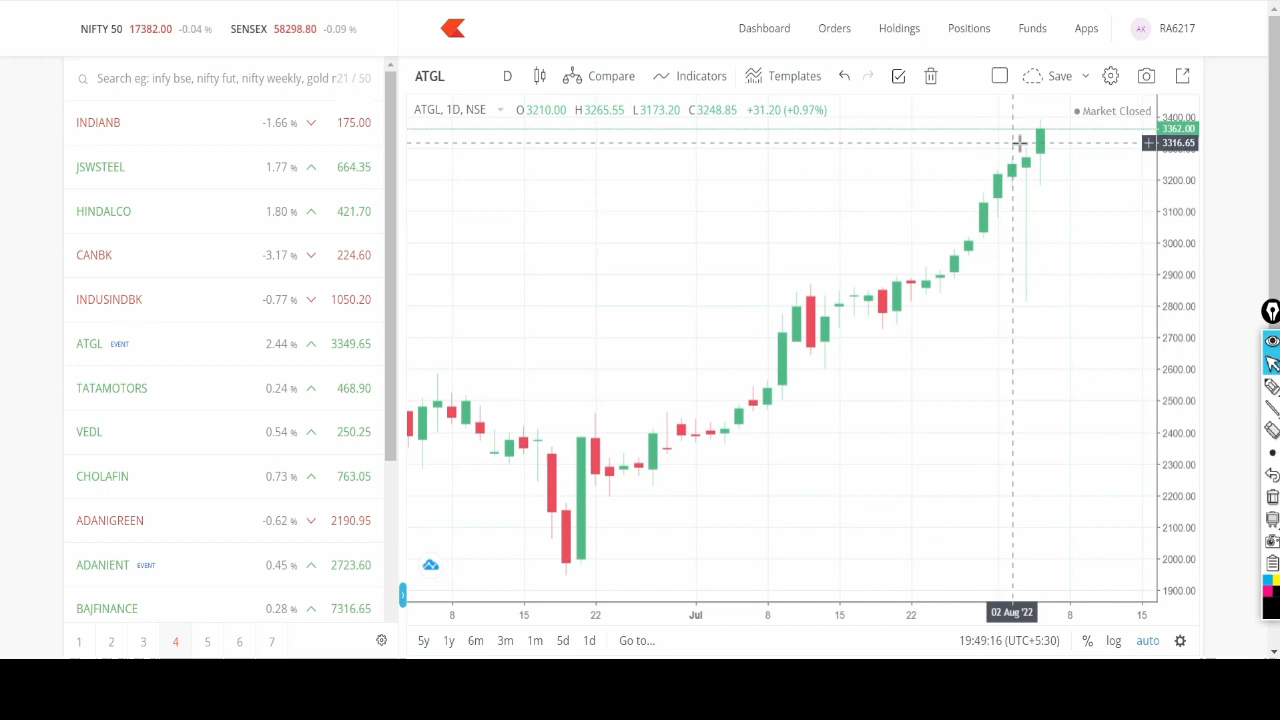 NIFTY 50 17382.00 -0.04 % SENSEX 58298.80 -0.09 %
Dashboard Orders Holdings Positions Funds Apps AK RA6217
Search eg: infy bse, nifty fut, nifty weekly, gold r 21 / 50
INDIANB -1.66 % 175.00
JSWSTEEL 1.77 % 664.35
HINDALCO 1.80 % 421.70
CANBK -3.17 % 224.60
INDUSINDBK -0.77 % 1050.20
ATGL EVENT 2.44 % 3349.65
TATAMOTORS 0.24 % 468.90
VEDL 0.54 % 250.25
CHOLAFIN 0.73 % 763.05
ADANIGREEN -0.62 % 2190.95
ADANIENT EVENT 0.45 % 2723.60
BAJFINANCE 0.28 % 7316.65
1 2 3 4 5 6 7
ATGL D Compare Indicators Templates Save
ATGL, 1D, NSE O3210.00 H3265.55 L3173.20 C3248.85 +31.20 (+0.97%)
Market Closed
3400.00
3362.00
3316.65
3200.00
3100.00
3000.00
2900.00
2800.00
2700.00
2600.00
2500.00
2400.00
2300.00
2200.00
2100.00
2000.00
1900.00
8 15 22 Jul 8 15 22 02 Aug '22 8 15
5y 1y 6m 3m 1m 5d 1d Go to... 19:49:16 (UTC+5:30) % log auto